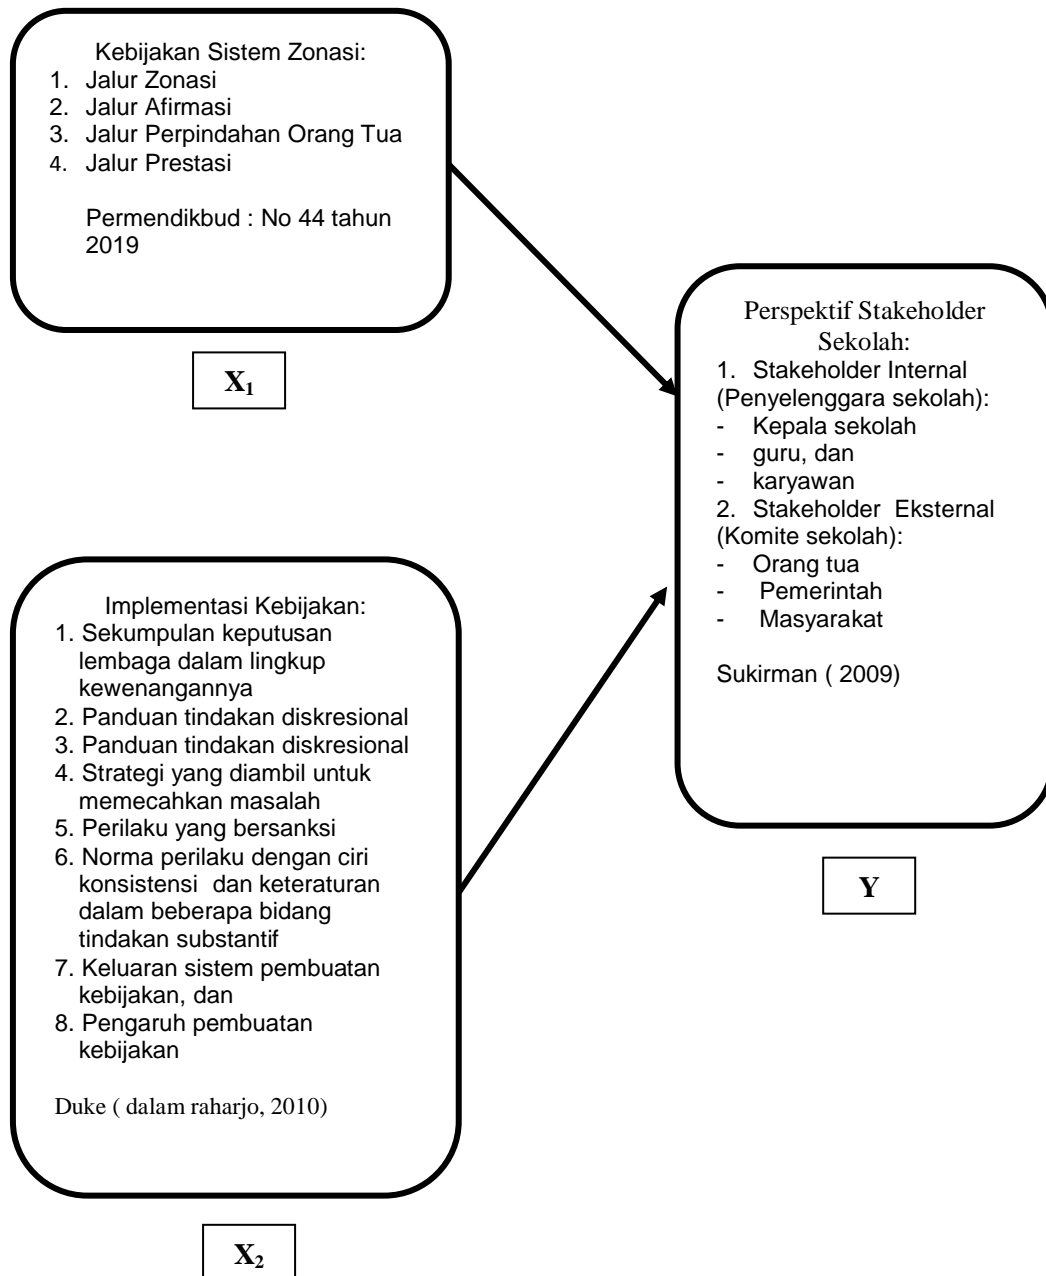 Kebijakan Sistem Zonasi:
1. Jalur Zonasi
2. Jalur Afirmasi
3. Jalur Perpindahan Orang Tua
4. Jalur Prestasi
Permendikbud : No 44 tahun
2019
X₁
Perspektif Stakeholder
Sekolah:
1. Stakeholder Internal
(Penyelenggara sekolah):
- Kepala sekolah
- guru, dan
- karyawan
2. Stakeholder Eksternal
(Komite sekolah):
- Orang tua
- Pemerintah
- Masyarakat
Sukirman ( 2009)
Y
Implementasi Kebijakan:
1. Sekumpulan keputusan
lembaga dalam lingkup
kewenangannya
2. Panduan tindakan diskresional
3. Panduan tindakan diskresional
4. Strategi yang diambil untuk
memecahkan masalah
5. Perilaku yang bersanksi
6. Norma perilaku dengan ciri
konsistensi dan keteraturan
dalam beberapa bidang
tindakan substantif
7. Keluaran sistem pembuatan
kebijakan, dan
8. Pengaruh pembuatan
kebijakan
Duke ( dalam raharjo, 2010)
X₂